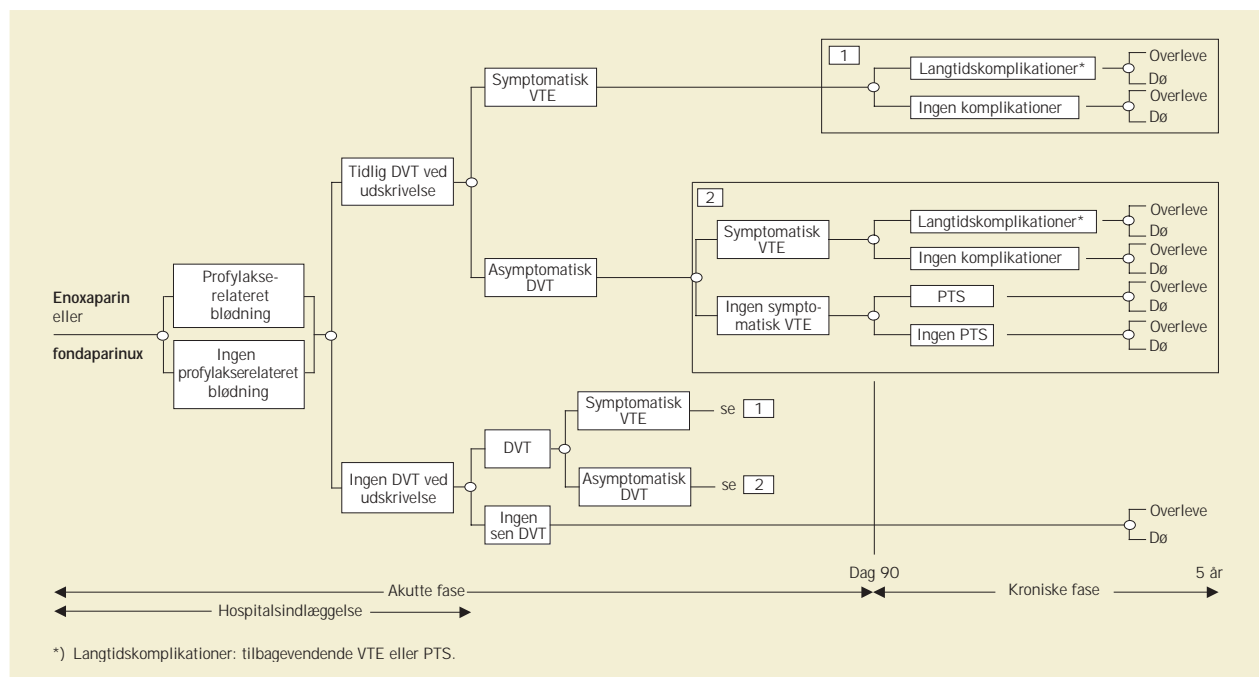 Enoxaparin
eller
fondaparinux
Profylakse-
relateret
blødning
Ingen
profylakserelateret
blødning
Tidlig DVT ved
udskrivelse
Ingen DVT ved
udskrivelse
Symptomatisk
VTE
Asymptomatisk
DVT
1
Langtidskomplikationer*
Overleve
Dø
Ingen komplikationer
Overleve
Dø
2
Symptomatisk
VTE
Langtidskomplikationer*
Overleve
Dø
Ingen komplikationer
Overleve
Dø
Ingen sympto-
matisk VTE
PTS
Overleve
Dø
Ingen PTS
Overleve
Dø
DVT
Symptomatisk
VTE
se 1
Asymptomatisk
DVT
se 2
Ingen
sen DVT
Overleve
Dø
Dag 90
5 år
Akutte fase
Kroniske fase
Hospitalsindlæggelse
*) Langtidskomplikationer: tilbagevendende VTE eller PTS.